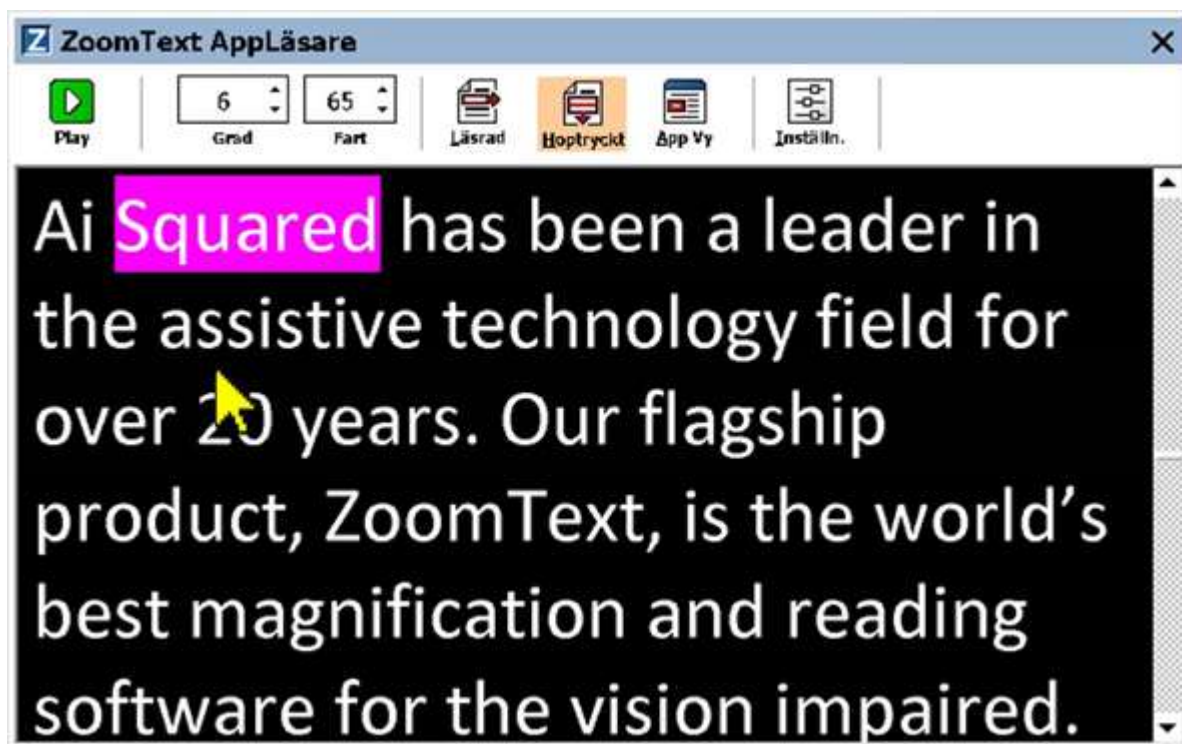 Z ZoomText AppLäsare
6 65
Play Grad Fart Läsrad Hoptryckt App Vy Inställn.
Ai Squared has been a leader in
the assistive technology field for
over 20 years. Our flagship
product, ZoomText, is the world’s
best magnification and reading
software for the vision impaired.